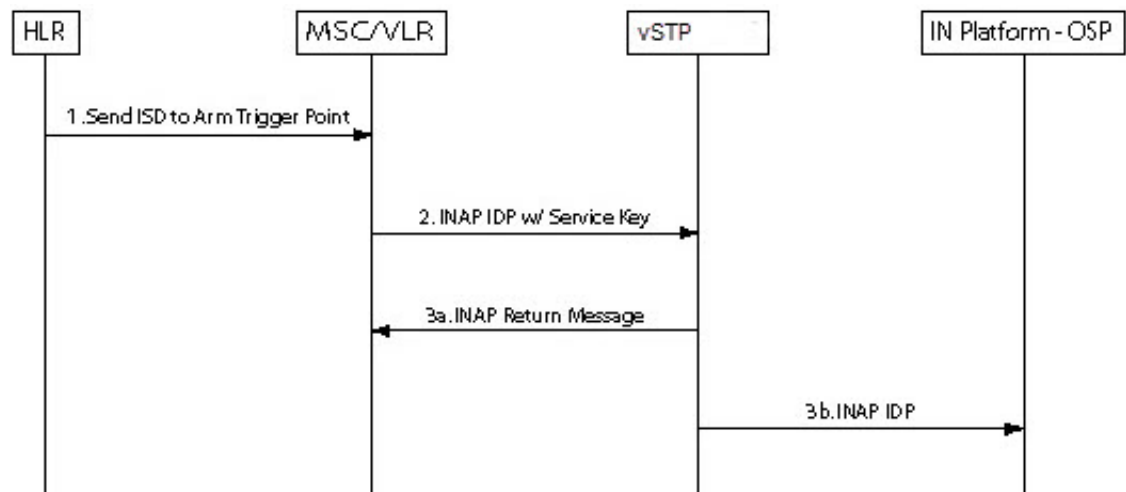 HLR
MSC/VLR
vSTP
IN Platform - OSP
1.Send ISD to Arm Trigger Point
2. INAP IDP w/ Service Key
3a.INAP Return Message
3b.INAP IDP